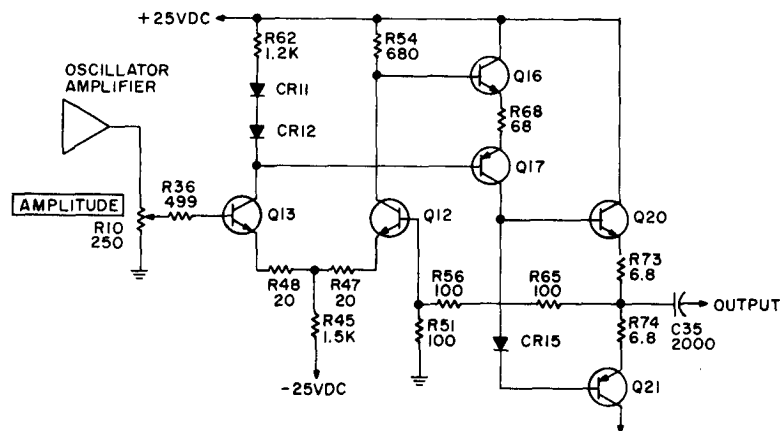 +25VDC
R62
1.2K
R54
680
OSCILLATOR
AMPLIFIER
CR11
CR12
Q16
R68
68
Q17
R36
499
AMPLITUDE
R10
250
Q13
Q12
Q20
R48
20
R47
20
R56
100
R65
100
R73
6.8
R45
1.5K
R51
100
CR15
R74
6.8
C35
2000
OUTPUT
-25VDC
Q21